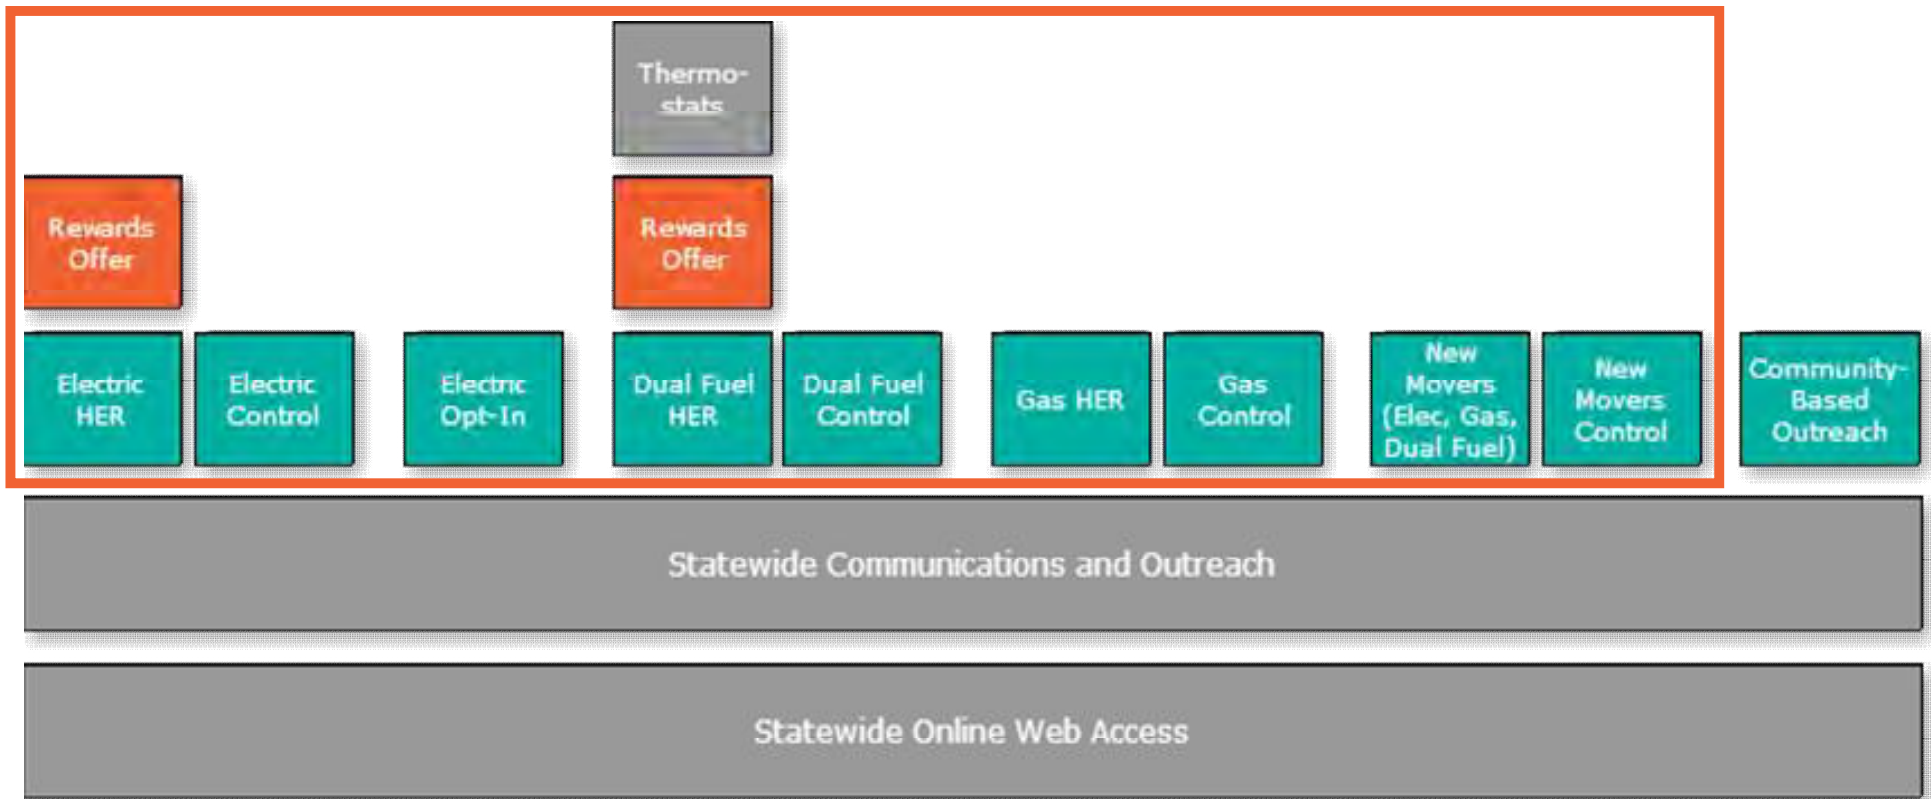 Thermo-
stats
Rewards
Offer
Rewards
Offer
Electric
HER
Electric
Control
Electric
Opt-In
Dual Fuel
HER
Dual Fuel
Control
Gas HER
Gas
Control
New
Movers
(Elec, Gas,
Dual Fuel)
New
Movers
Control
Community-
Based
Outreach
Statewide Communications and Outreach
Statewide Online Web Access